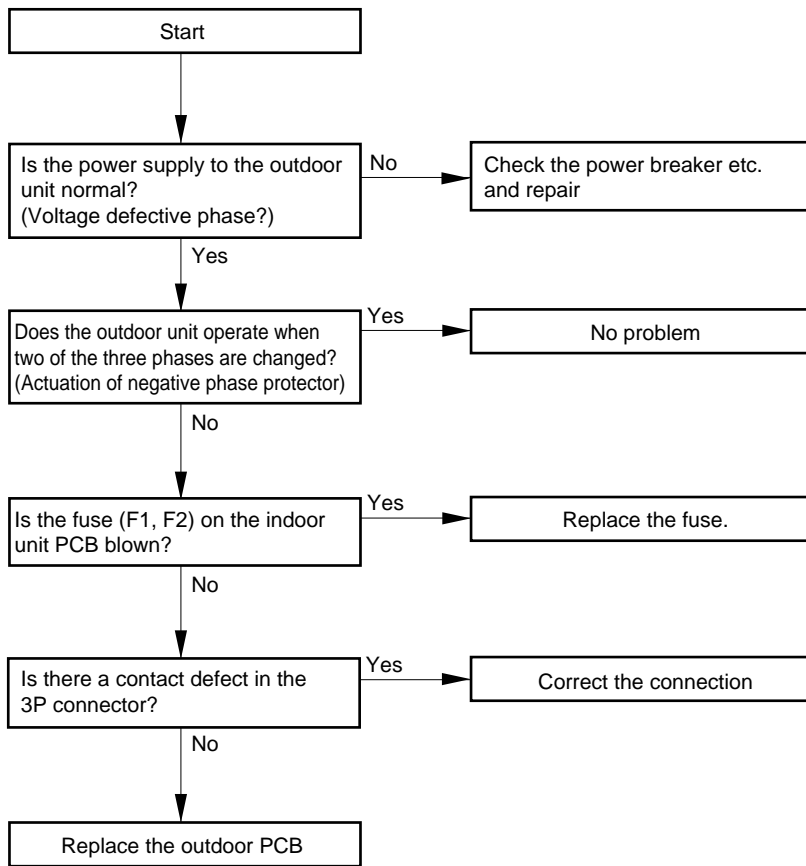 Start
Is the power supply to the outdoor
unit normal?
(Voltage defective phase?)
No
Check the power breaker etc.
and repair
Yes
Does the outdoor unit operate when
two of the three phases are changed?
(Actuation of negative phase protector)
Yes
No problem
No
Is the fuse (F1, F2) on the indoor
unit PCB blown?
Yes
Replace the fuse.
No
Is there a contact defect in the
3P connector?
Yes
Correct the connection
No
Replace the outdoor PCB